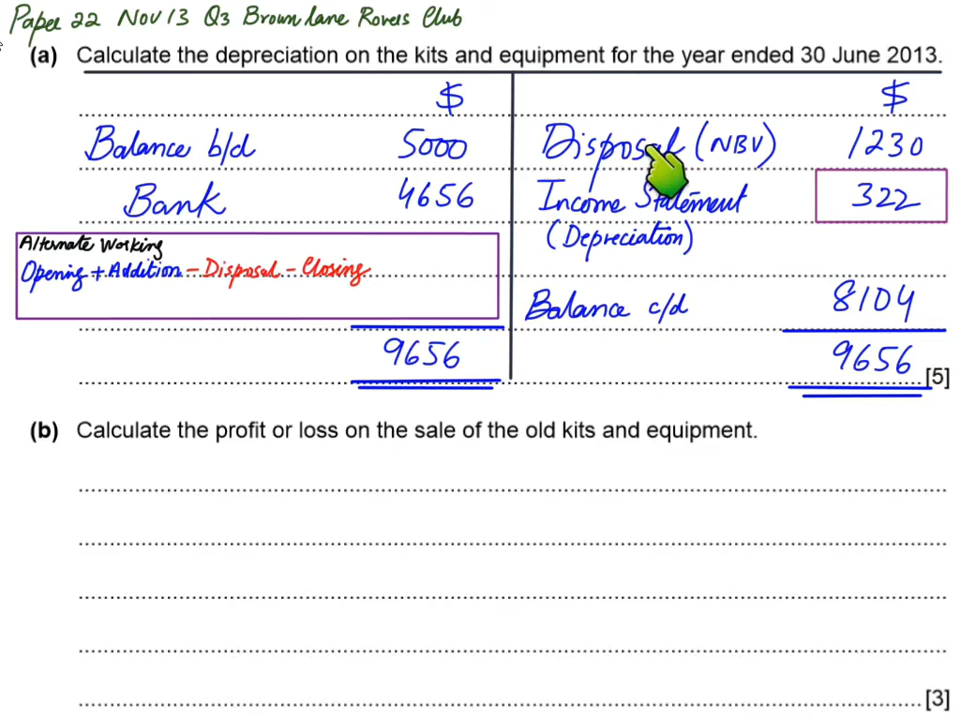 Paper 22 Nov 13 Q3 Brown lane Rovers Club
(a) Calculate the depreciation on the kits and equipment for the year ended 30 June 2013.
$ $
Balance b/d 5000 Disposal (NBV) 1230
Bank 4656 Income Statement 322
(Depreciation)
Alternate Working
Opening + Addition - Disposal - Closing
Balance c/d 8104
9656 9656
[5]
(b) Calculate the profit or loss on the sale of the old kits and equipment.
[3]